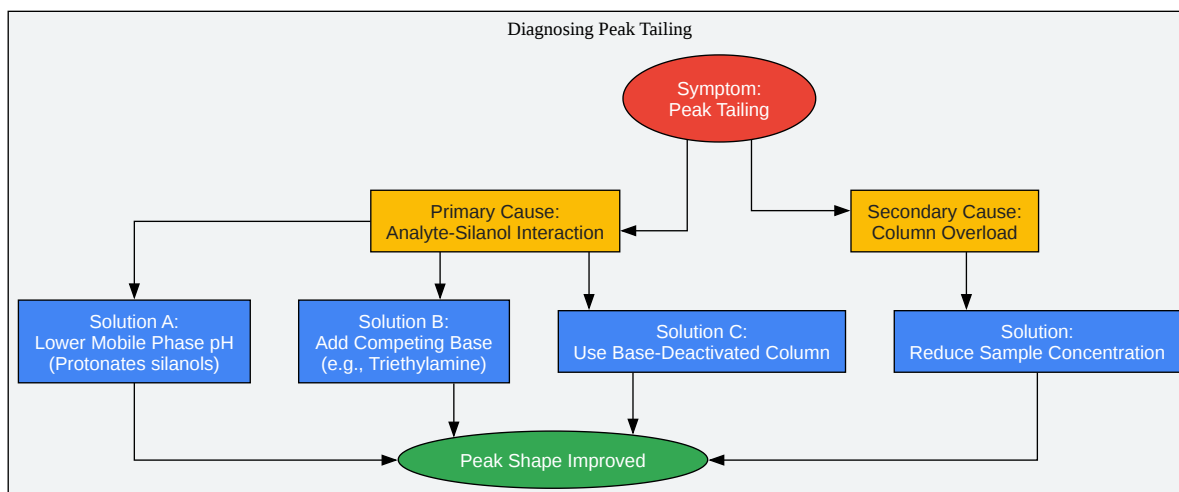 Diagnosing Peak Tailing
Symptom:
Peak Tailing
Primary Cause:
Analyte-Silanol Interaction
Secondary Cause:
Column Overload
Solution A:
Lower Mobile Phase pH
(Protonates silanols)
Solution B:
Add Competing Base
(e.g., Triethylamine)
Solution C:
Use Base-Deactivated Column
Solution:
Reduce Sample Concentration
Peak Shape Improved